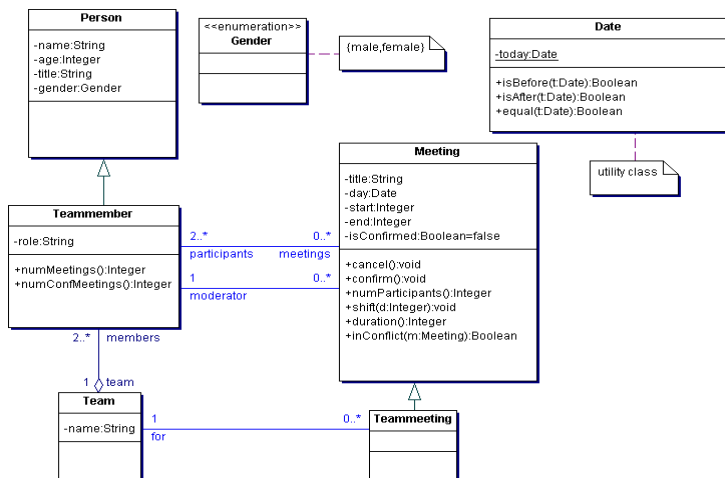 Person
-name:String
-age:Integer
-title:String
-gender:Gender
<<enumeration>>
Gender
{male,female}
Date
-today:Date
+isBefore(t:Date):Boolean
+isAfter(t:Date):Boolean
+equal(t:Date):Boolean
utility class
Meeting
-title:String
-day:Date
-start:Integer
-end:Integer
-isConfirmed:Boolean=false
+cancel():void
+confirm():void
+numParticipants():Integer
+shift(d:Integer):void
+duration():Integer
+inConflict(m:Meeting):Boolean
Teammember
-role:String
+numMeetings():Integer
+numConfMeetings():Integer
2..* 0..*
participants meetings
1 0..*
moderator
2..* members
1 team
Team
-name:String
1 0..*
for
Teammeeting